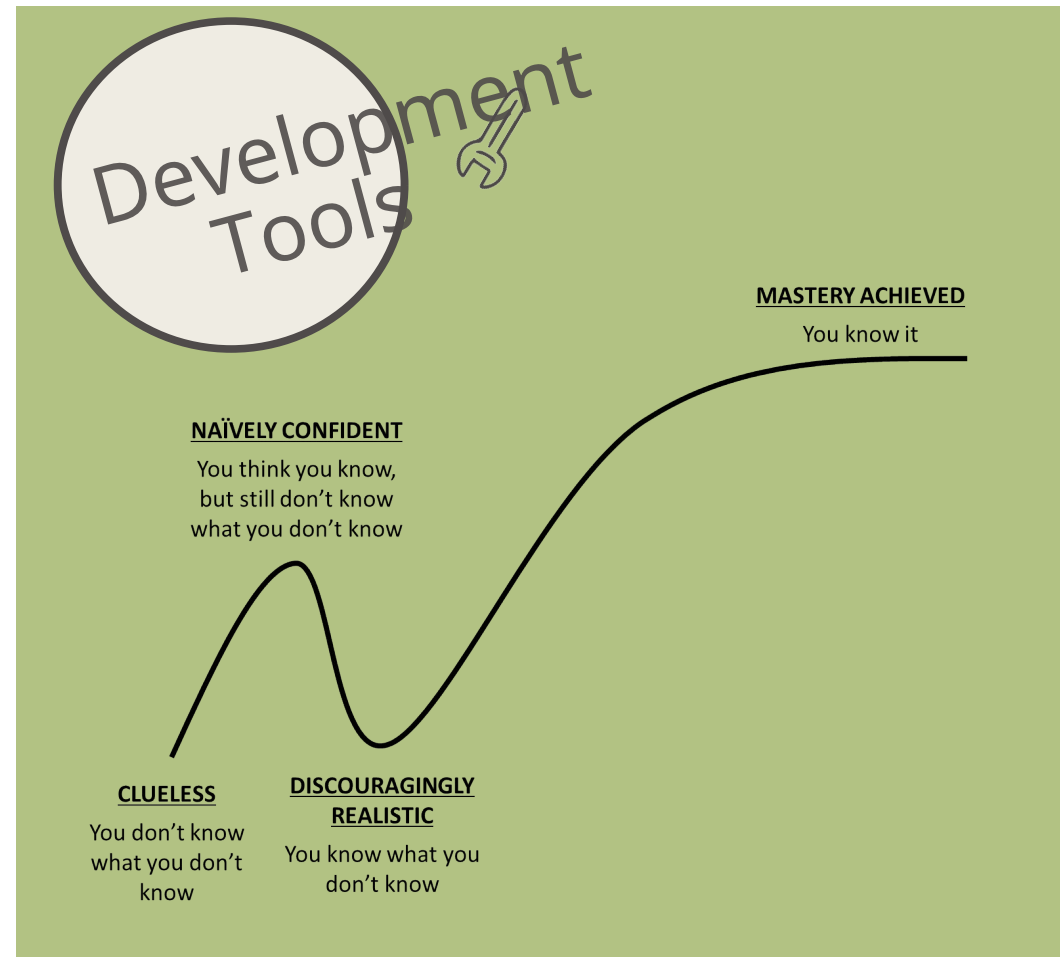 Development
Tools
MASTERY ACHIEVED
You know it
NAÏVELY CONFIDENT
You think you know,
but still don't know
what you don't know
CLUELESS
You don't know
what you don't
know
DISCOURAGINGLY
REALISTIC
You know what you
don't know